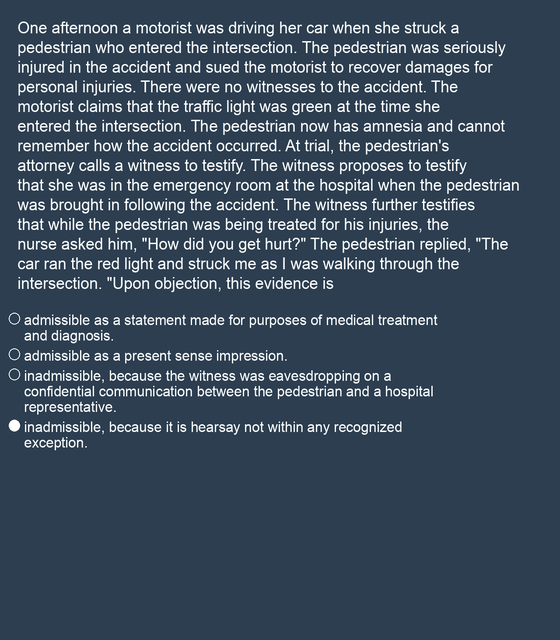 One afternoon a motorist was driving her car when she struck a
pedestrian who entered the intersection. The pedestrian was seriously
injured in the accident and sued the motorist to recover damages for
personal injuries. There were no witnesses to the accident. The
motorist claims that the traffic light was green at the time she
entered the intersection. The pedestrian now has amnesia and cannot
remember how the accident occurred. At trial, the pedestrian's
attorney calls a witness to testify. The witness proposes to testify
that she was in the emergency room at the hospital when the pedestrian
was brought in following the accident. The witness further testifies
that while the pedestrian was being treated for his injuries, the
nurse asked him, "How did you get hurt?" The pedestrian replied, "The
car ran the red light and struck me as I was walking through the
intersection. "Upon objection, this evidence is
admissible as a statement made for purposes of medical treatment
and diagnosis.
admissible as a present sense impression.
inadmissible, because the witness was eavesdropping on a
confidential communication between the pedestrian and a hospital
representative.
inadmissible, because it is hearsay not within any recognized
exception.